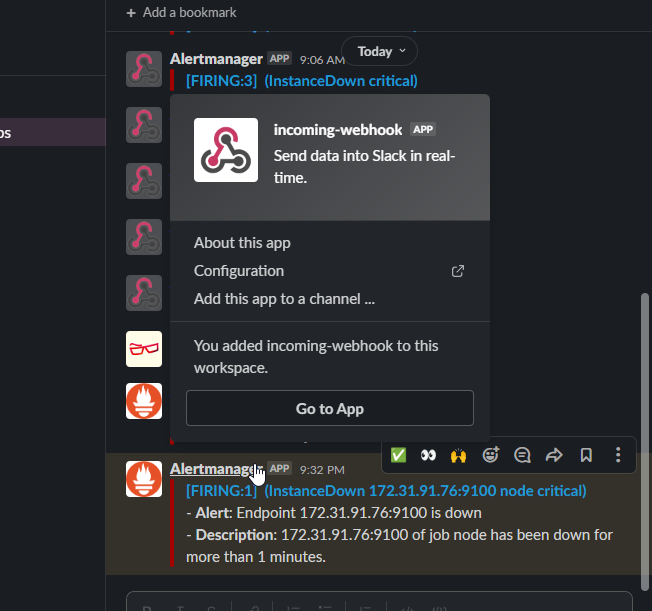 + Add a bookmark
Alertmanager APP 9:06 AM
Today
[FIRING:3] (InstanceDown critical)
incoming-webhook APP
Send data into Slack in real-
time.
os
About this app
Configuration
Add this app to a channel ...
You added incoming-webhook to this
workspace.
Go to App
Alertmanager APP 9:32 PM
[FIRING:1] (InstanceDown 172.31.91.76:9100 node critical)
- Alert: Endpoint 172.31.91.76:9100 is down
- Description: 172.31.91.76:9100 of job node has been down for
more than 1 minutes.